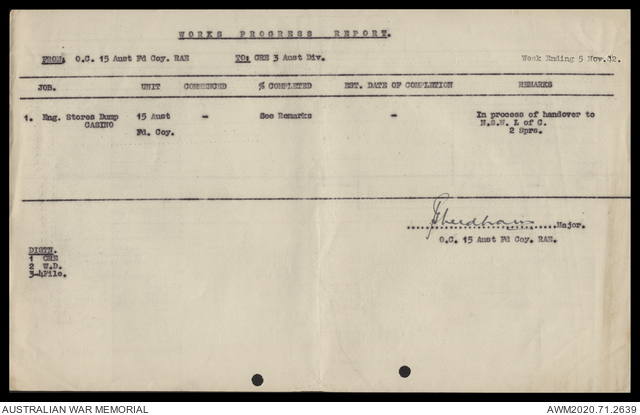 WORKS PROGRESS REPORT.
FROM: O.C. 15 Aust Fd Coy. RAE TO: CRE 3 Aust Div. Week Ending 5 Nov. 42.
JOB. UNIT COMMENCED % COMPLETED EST. DATE OF COMPLETION REMARKS
1. Eng. Stores Dump 15 Aust - See Remarks - In process of handover to
CASINO Fd. Coy. N.S.W. L of C.
2 Sprs.
Major.
O.C. 15 Aust Fd Coy. RAE.
DISTN.
1 CRE
2 W.D.
3-4 File.
AUSTRALIAN WAR MEMORIAL AWM2020.71.2639